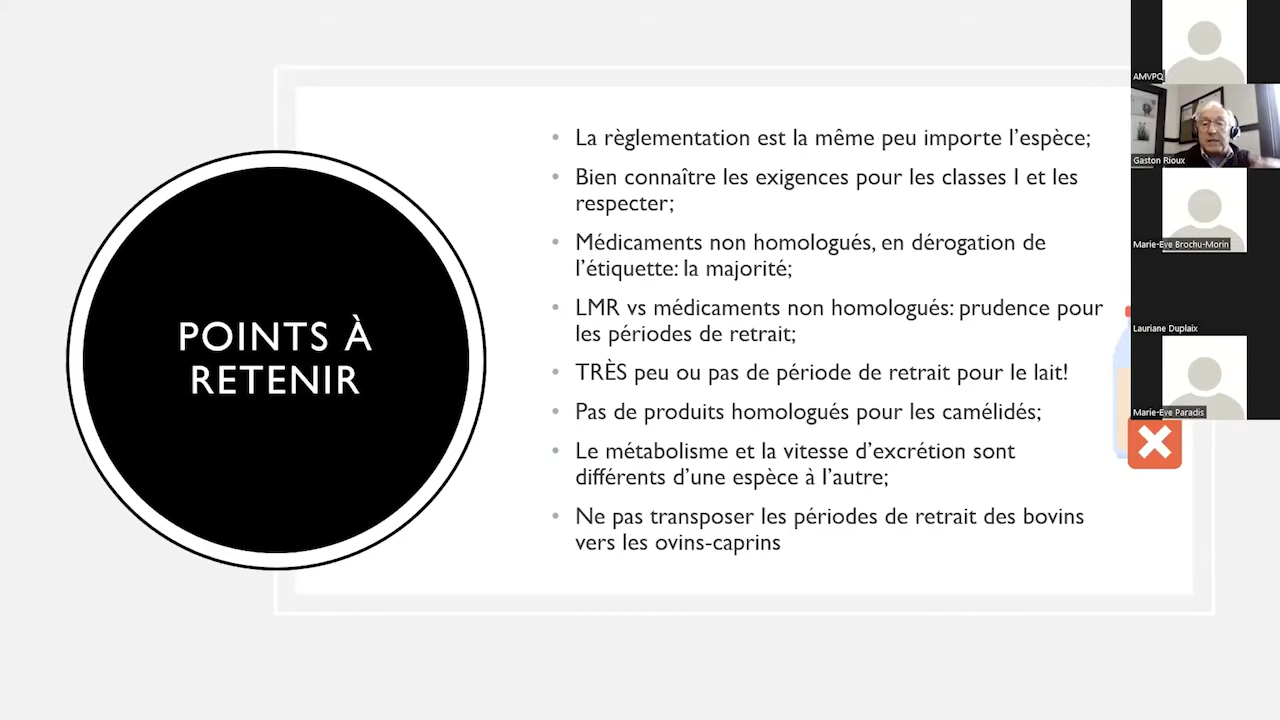 POINTS À
RETENIR
• La règlementation est la même peu importe l'espèce;
• Bien connaître les exigences pour les classes I et les
respecter;
• Médicaments non homologués, en dérogation de
l'étiquette: la majorité;
• LMR vs médicaments non homologués: prudence pour
les périodes de retrait;
• TRÈS peu ou pas de période de retrait pour le lait!
• Pas de produits homologués pour les camélidés;
• Le métabolisme et la vitesse d'excrétion sont
différents d'une espèce à l'autre;
• Ne pas transposer les périodes de retrait des bovins
vers les ovins-caprins
AMVPQ
Gaston Rioux
Marie-Eve Brochu-Morin
Lauriane Duplaix
Marie-Eve Paradis